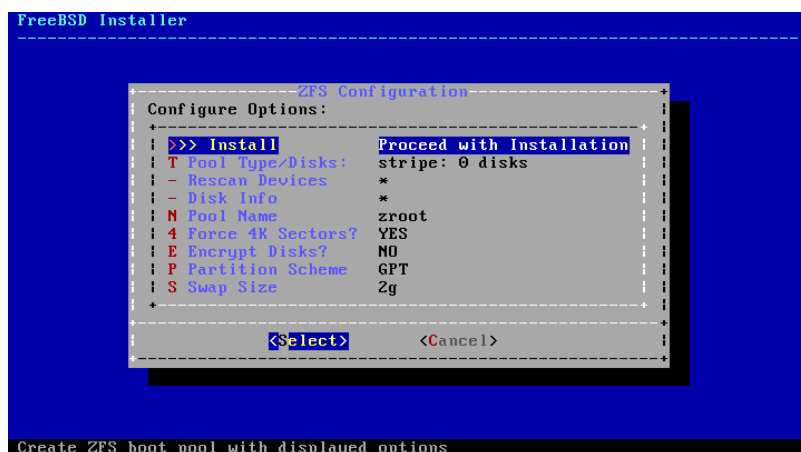 FreeBSD Installer
ZFS Configuration
Configure Options:
>>> Install Proceed with Installation
T Pool Type/Disks: stripe: 0 disks
- Rescan Devices *
- Disk Info *
N Pool Name zroot
4 Force 4K Sectors? YES
E Encrypt Disks? NO
P Partition Scheme GPT
S Swap Size 2g
<Select> <Cancel>
Create ZFS boot pool with displayed options